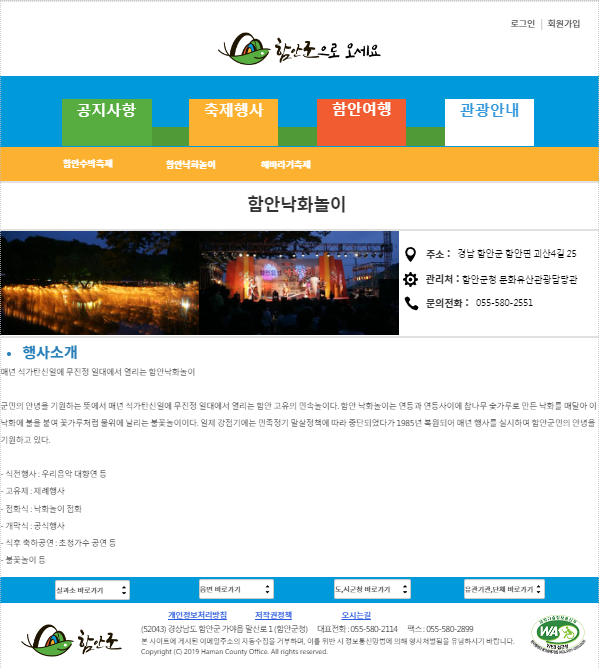 로그인 | 회원가입
함안군으로 오세요
공지사항 축제행사 함안여행 관광안내
함안수박축제 함안낙화놀이 해바라기축제
함안낙화놀이
주소 : 경남 함안군 함안면 괴산4길 25
관리처 : 함안군청 문화유산관광담당관
문의전화 : 055-580-2551
• 행사소개
매년 석가탄신일에 무진정 일대에서 열리는 함안낙화놀이
군민의 안녕을 기원하는 뜻에서 매년 석가탄신일에 무진정 일대에서 열리는 함안 고유의 민속놀이다. 함안 낙화놀이는 연등과 연등사이에 참나무 숯가루로 만든 낙화를 매달아 이
낙화에 불을 붙여 꽃가루처럼 물위에 날리는 불꽃놀이이다. 일제 강점기에는 민족정기 말살정책에 따라 중단되었다가 1985년 복원되어 매년 행사를 실시하여 함안군민의 안녕을
기원하고 있다.
- 식전행사 : 우리음악 대향연 등
- 고유제 : 제례행사
- 점화식 : 낙화놀이 점화
- 개막식 : 공식행사
- 식후 축하공연 : 초청가수 공연 등
- 불꽃놀이 등
실과소 바로가기 읍면 바로가기 도,시군청 바로가기 유관기관,단체 바로가기
개인정보처리방침 저작권정책 오시는길
(52043) 경상남도 함안군 가야읍 말산로 1 (함안군청) 대표전화 : 055-580-2114 팩스 : 055-580-2899
본 사이트에 게시된 이메일주소의 자동수집을 거부하며, 이를 위반 시 정보통신망법에 의해 형사처벌됨을 유념하시기 바랍니다.
Copyright (C) 2019 Haman County Office. All rights reserved.
함안군
WA